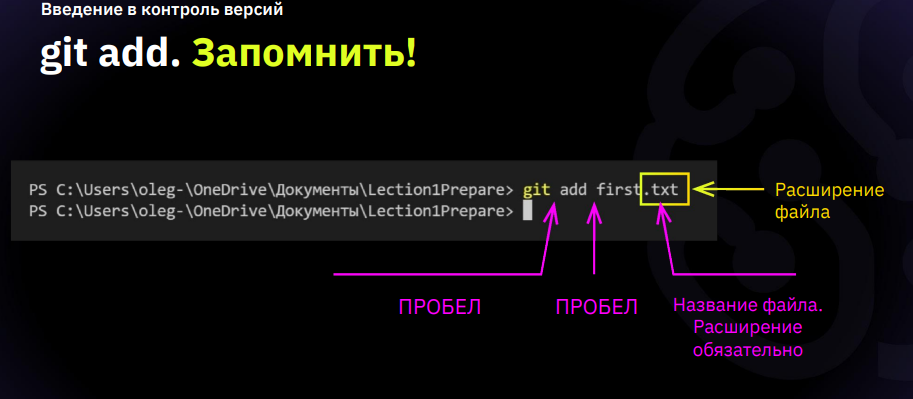 Введение в контроль версий
git add. Запомнить!
PS C:\Users\oleg-\OneDrive\Документы\Lection1Prepare> git add first.txt
PS C:\Users\oleg-\OneDrive\Документы\Lection1Prepare>
Расширение
файла
ПРОБЕЛ
ПРОБЕЛ
Название файла.
Расширение
обязательно